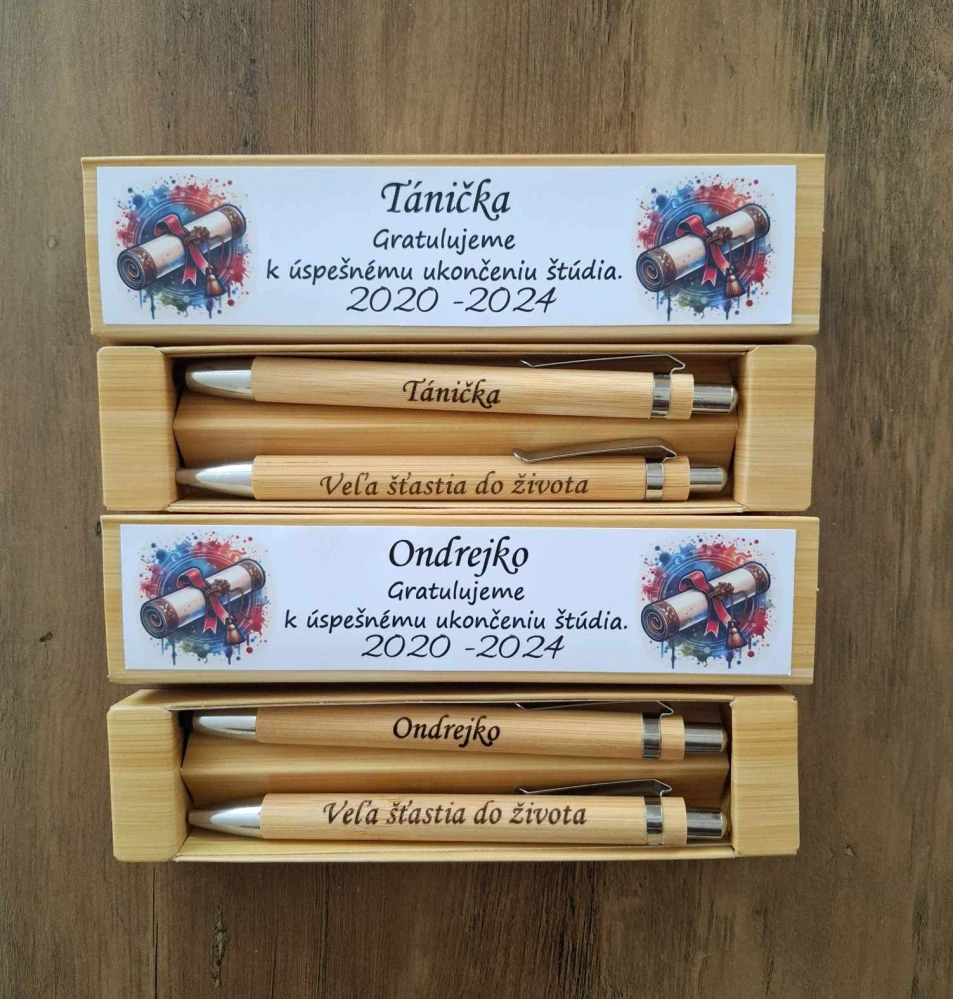 Tánička
Gratulujeme
k úspešnému ukončeniu štúdia.
2020 -2024
Tánička
Veľa šťastia do života
Ondrejko
Gratulujeme
k úspešnému ukončeniu štúdia.
2020 -2024
Ondrejko
Veľa šťastia do života